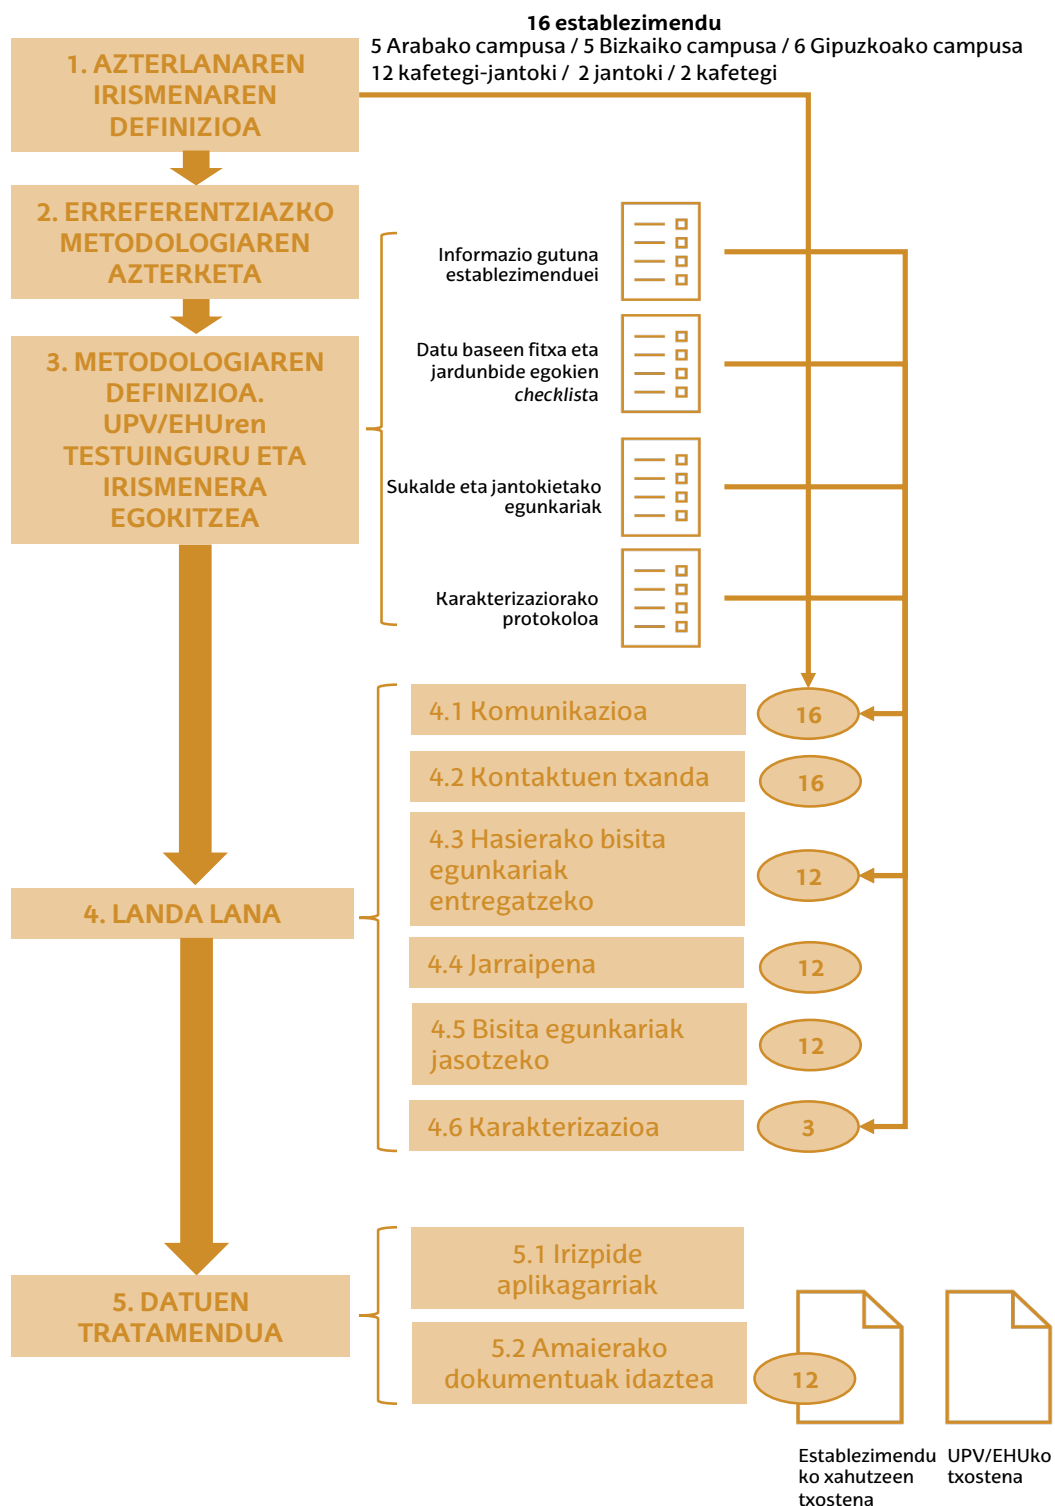 16 establezimendu
5 Arabako campusa / 5 Bizkaiko campusa / 6 Gipuzkoako campusa
12 kafetegi-jantoki / 2 jantoki / 2 kafetegi
1. AZTERLANAREN
IRISMENAREN
DEFINIZIOA
2. ERREFERENTZIAZKO
METODOLOGIAREN
AZTERKETA
3. METODOLOGIAREN
DEFINIZIOA.
UPV/EHUren
TESTUINGURU ETA
IRISMENERA
EGOKITZEA
Informazio gutuna
establezimenduei
Datu baseen fitxa eta
jardunbide egokien
checklista
Sukalde eta jantokietako
egunkariak
Karakterizaziorako
protokoloa
4. LANDA LANA
4.1 Komunikazioa
16
4.2 Kontaktuen txanda
16
4.3 Hasierako bisita
egunkariak
entregatzeko
12
4.4 Jarraipena
12
4.5 Bisita egunkariak
jasotzeko
12
4.6 Karakterizazioa
3
5. DATUEN
TRATAMENDUA
5.1 Irizpide
aplikagarriak
5.2 Amaierako
dokumentuak idaztea
12
Establezimendu
ko xahutzeen
txostena
UPV/EHUko
txostena